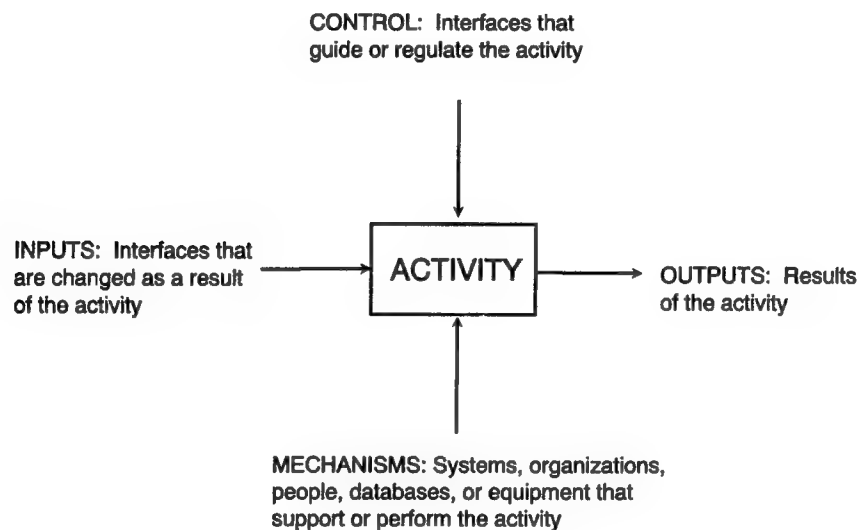 CONTROL: Interfaces that
guide or regulate the activity
INPUTS: Interfaces that
are changed as a result
of the activity
ACTIVITY
OUTPUTS: Results
of the activity
MECHANISMS: Systems, organizations,
people, databases, or equipment that
support or perform the activity